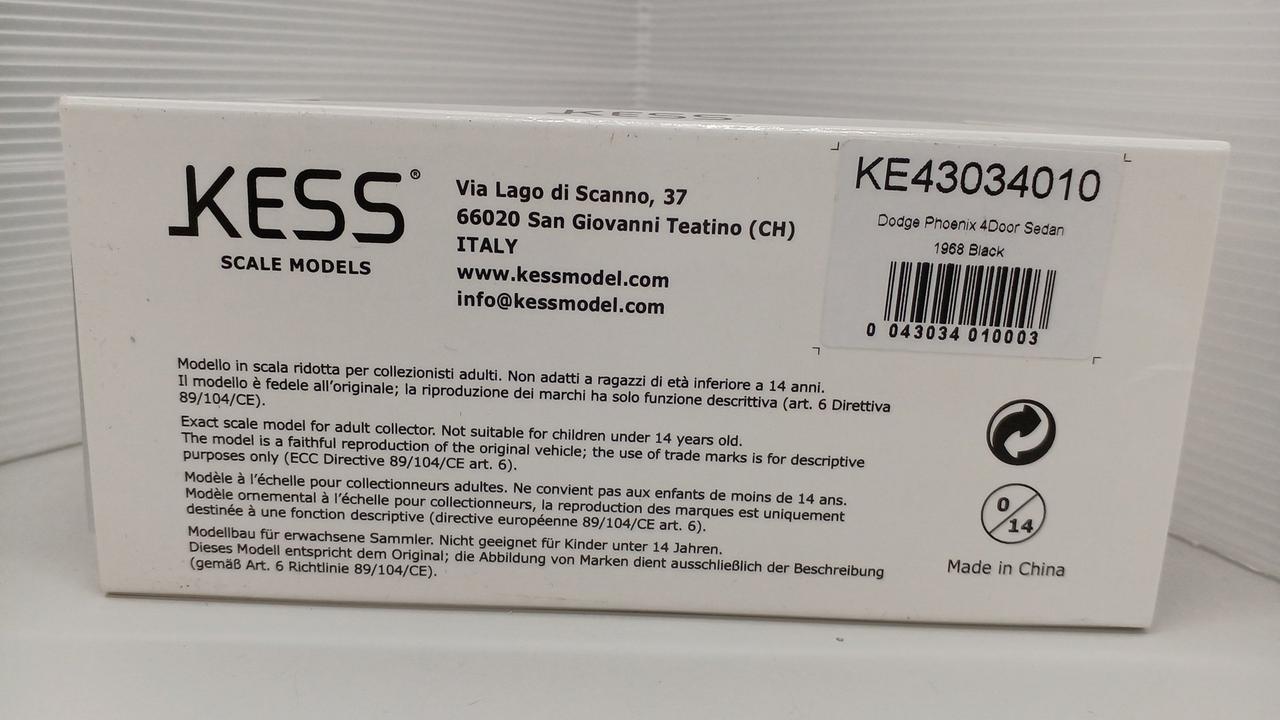 KESS
KESS®
SCALE MODELS
Via Lago di Scanno, 37
66020 San Giovanni Teatino (CH)
ITALY
www.kessmodel.com
info@kessmodel.com
KE43034010
Dodge Phoenix 4Door Sedan
1968 Black
0 043034 010003
Modello in scala ridotta per collezionisti adulti. Non adatti a ragazzi di età inferiore a 14 anni.
Il modello è fedele all'originale; la riproduzione dei marchi ha solo funzione descrittiva (art. 6 Direttiva
89/104/CE).
Exact scale model for adult collector. Not suitable for children under 14 years old.
The model is a faithful reproduction of the original vehicle; the use of trade marks is for descriptive
purposes only (ECC Directive 89/104/CE art. 6).
Modèle à l'échelle pour collectionneurs adultes. Ne convient pas aux enfants de moins de 14 ans.
Modèle ornemental à l'échelle pour collectionneurs, la reproduction des marques est uniquement
destinée à une fonction descriptive (directive européenne 89/104/CE art. 6).
Modellbau für erwachsene Sammler. Nicht geeignet für Kinder unter 14 Jahren.
Dieses Modell entspricht dem Original; die Abbildung von Marken dient ausschließlich der Beschreibung
(gemäß Art. 6 Richtlinie 89/104/CE).
0
14
Made in China